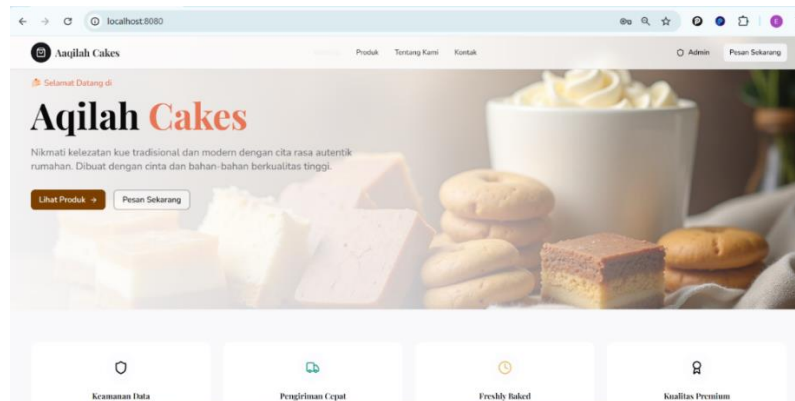 localhost:8080
Aaqilah Cakes
Produk Tentang Kami Kontak
Admin
Pesan Sekarang
Selamat Datang di
Aqilah Cakes
Nikmati kelezatan kue tradisional dan modern dengan cita rasa autentik
rumahan. Dibuat dengan cinta dan bahan-bahan berkualitas tinggi.
Lihat Produk →
Pesan Sekarang
Keamanan Data
Pengiriman Cepat
Freshly Baked
Kualitas Premium